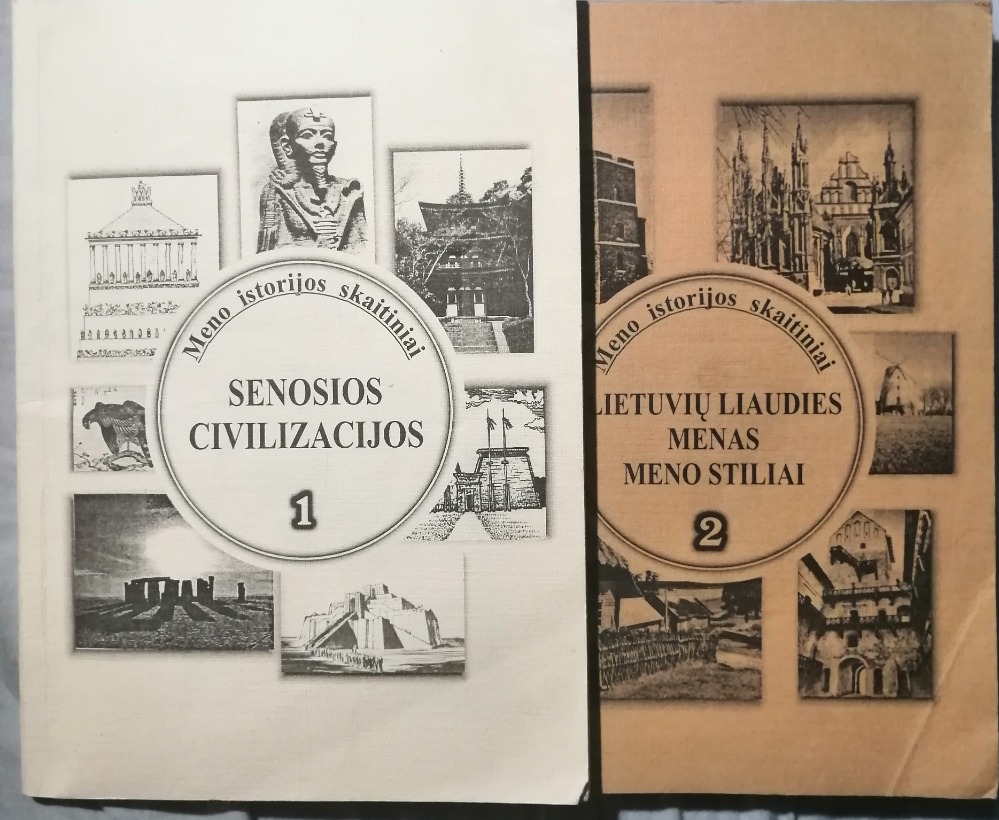 Meno istorijos skaitiniai
SENOSIOS
CIVILIZACIJOS
1
Meno istorijos skaitiniai
LIETUVIŲ LIAUDIES
MENAS
MENO STILIAI
2